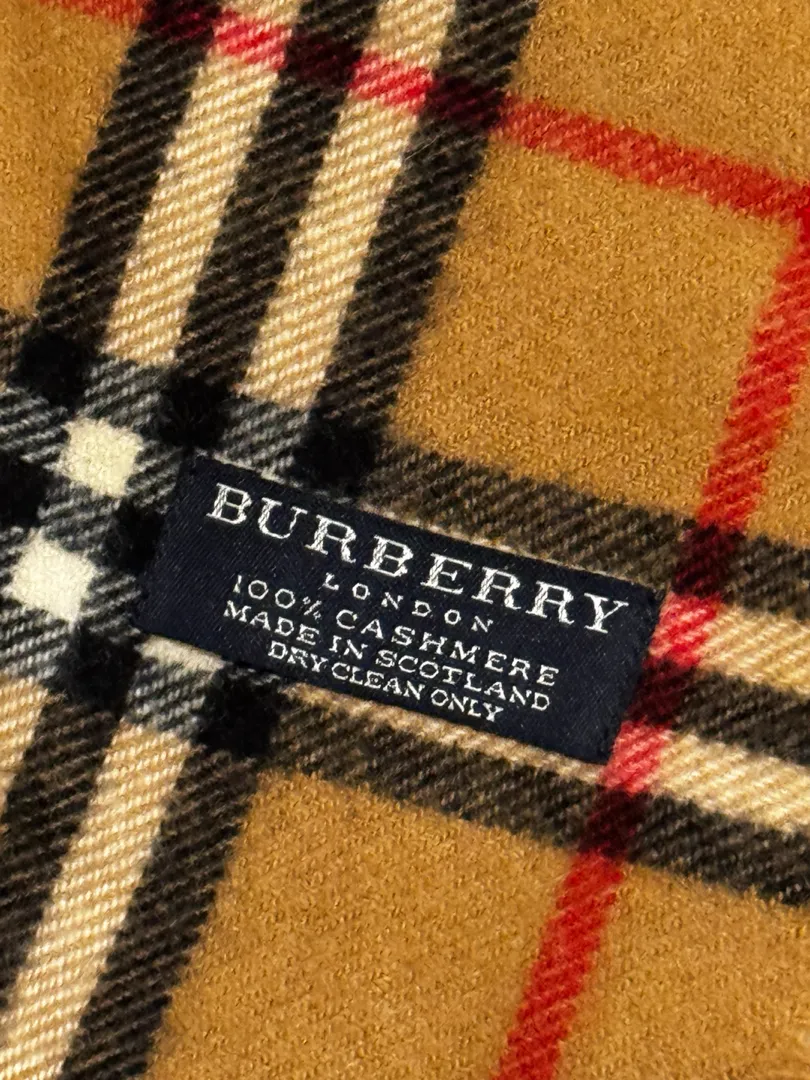 BURBERRY
LONDON
100% CASHMERE
MADE IN SCOTLAND
DRY CLEAN ONLY